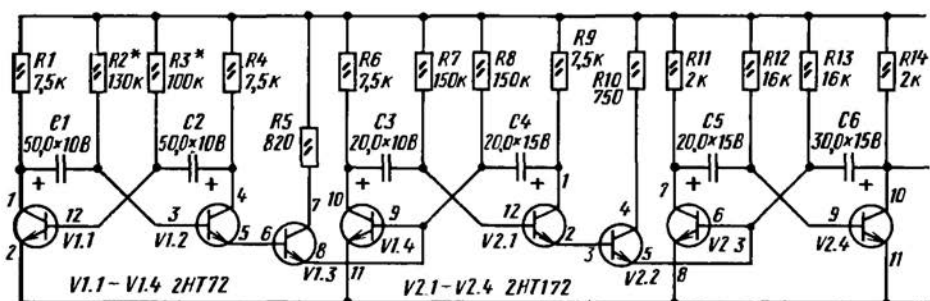 R1 7,5к
R2* 130к
R3* 100к
R4 7,5к
R5 820
R6 7,5к
R7 150к
R8 150к
R9 7,5к
R10 750
R11 2к
R12 16к
R13 16к
R14 2к
C1 50,0×10В
C2 50,0×10В
C3 20,0×10В
C4 20,0×15В
C5 20,0×15В
C6 30,0×15В
+ + + + + +
1 12 2 V1.1
3 4 5 V1.2
6 7 8 V1.3
10 9 11 V1.4
12 1 2 V2.1
3 4 5 V2.2
7 6 8 V2 3
9 10 11 V2.4
V1.1 ~ V1.4 2НТ72
V2.1 – V2.4 2НТ172